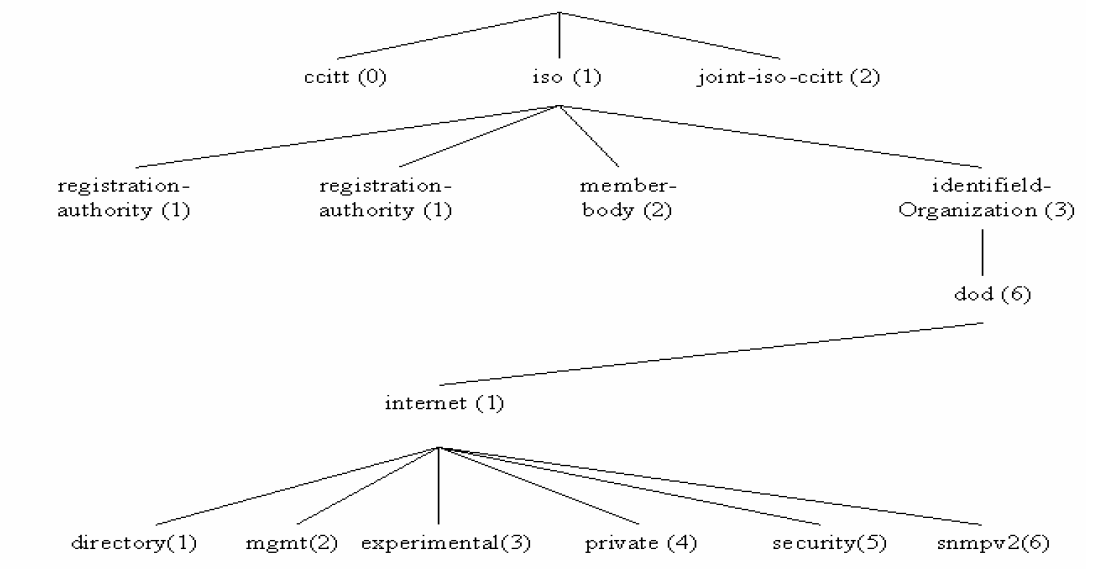 ccitt (0) iso (1) joint-iso-ccitt (2)
registration- registration- member- identifield-
authority (1) authority (1) body (2) Organization (3)
dod (6)
internet (1)
directory(1) mgmt(2) experimental(3) private (4) security(5) snmpv2(6)